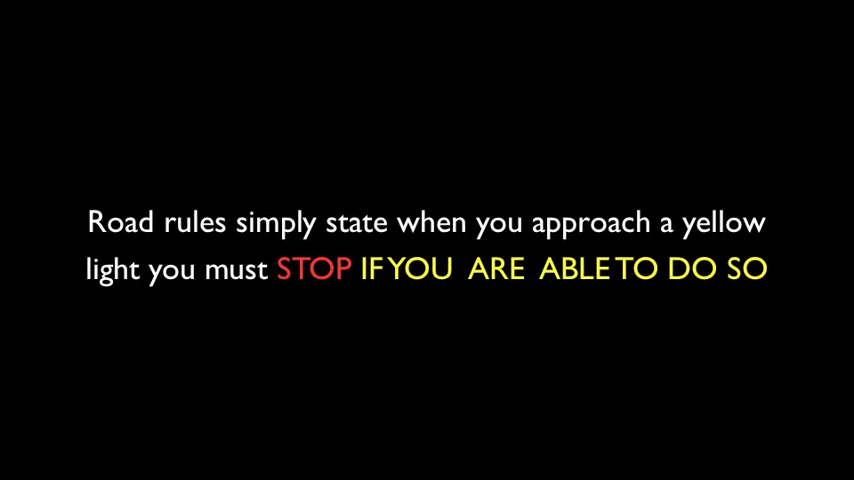 Road rules simply state when you approach a yellow
light you must STOP IF YOU ARE ABLE TO DO SO